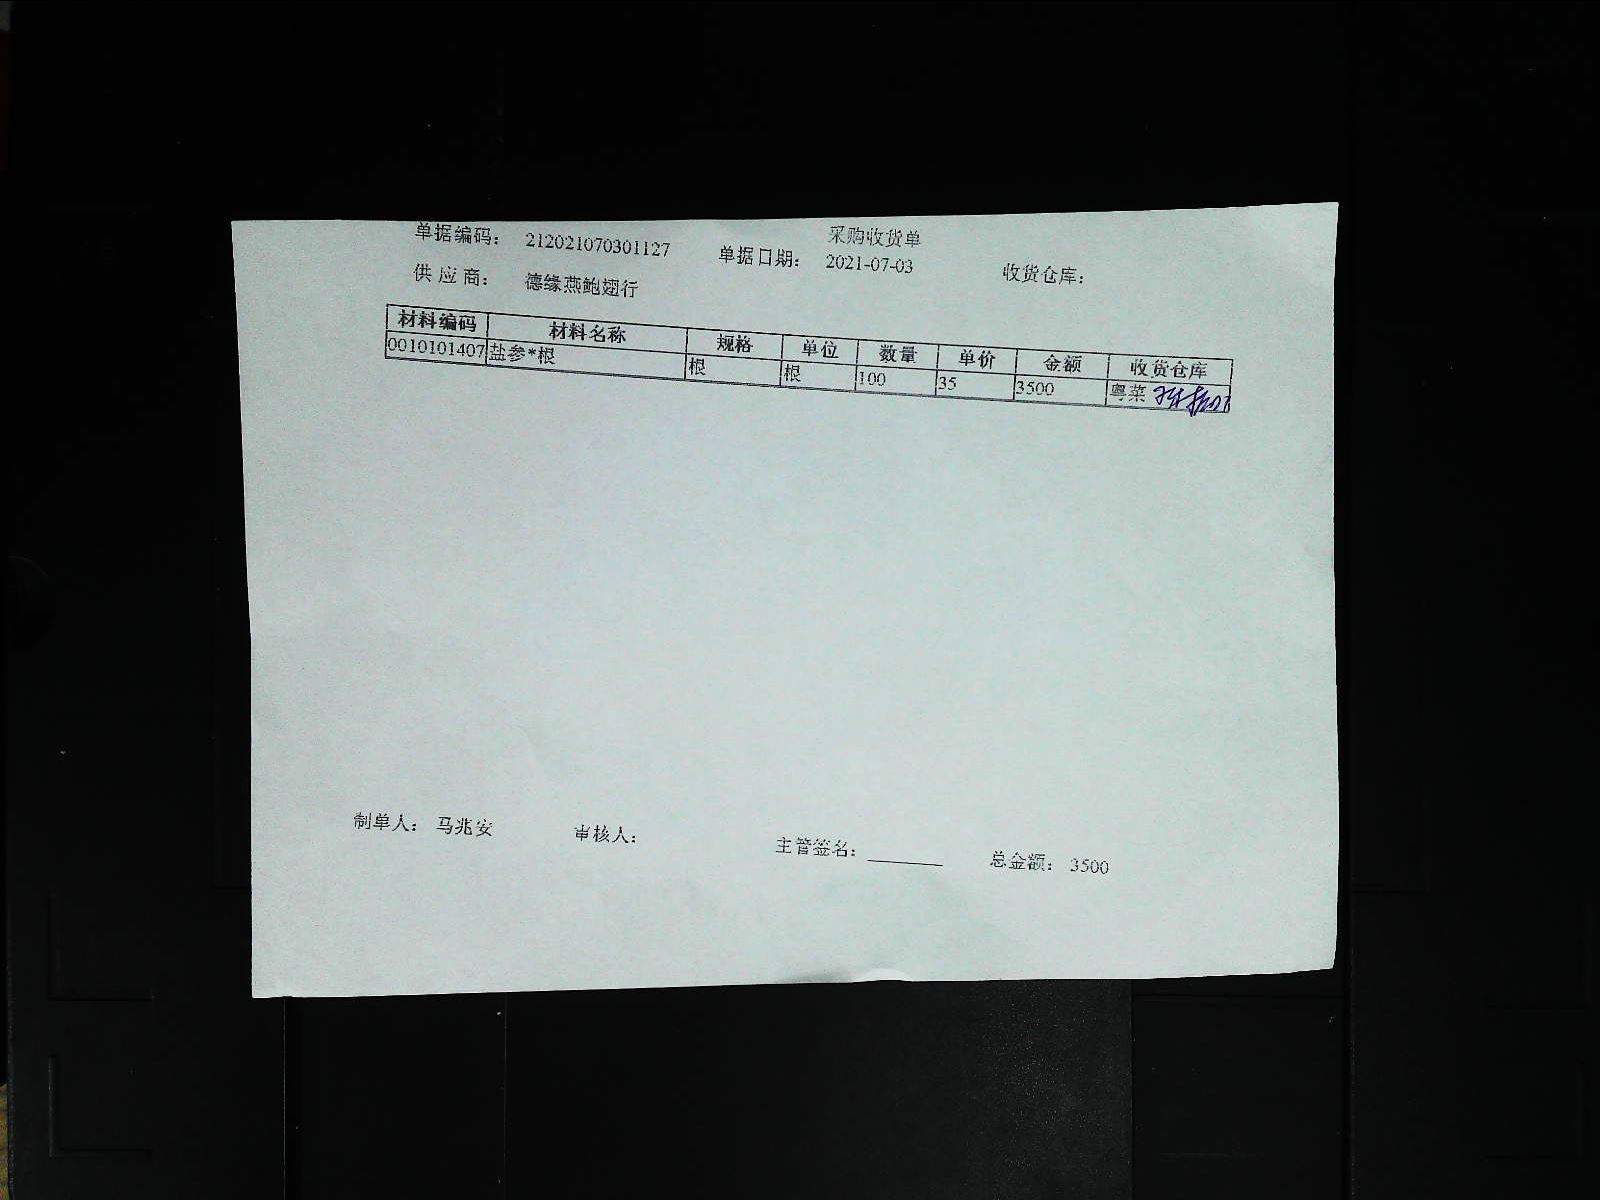 采购收货单
单据编码： 212021070301127 单据日期： 2021-07-03 收货仓库：
供 应 商： 德缘燕鲍翅行
材料编码 材料名称 规格 单位 数量 单价 金额 收货仓库
0010101407 盐参*根 根 根 100 35 3500 粤菜
制单人： 马兆安 审核人： 主管签名： 总金额： 3500